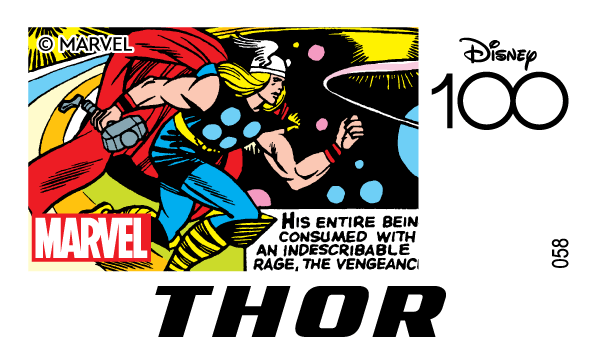 © MARVEL
Disney
100
HIS ENTIRE BEIN
CONSUMED WITH
AN INDESCRIBABLE
RAGE, THE VENGEANC
MARVEL
058
THOR